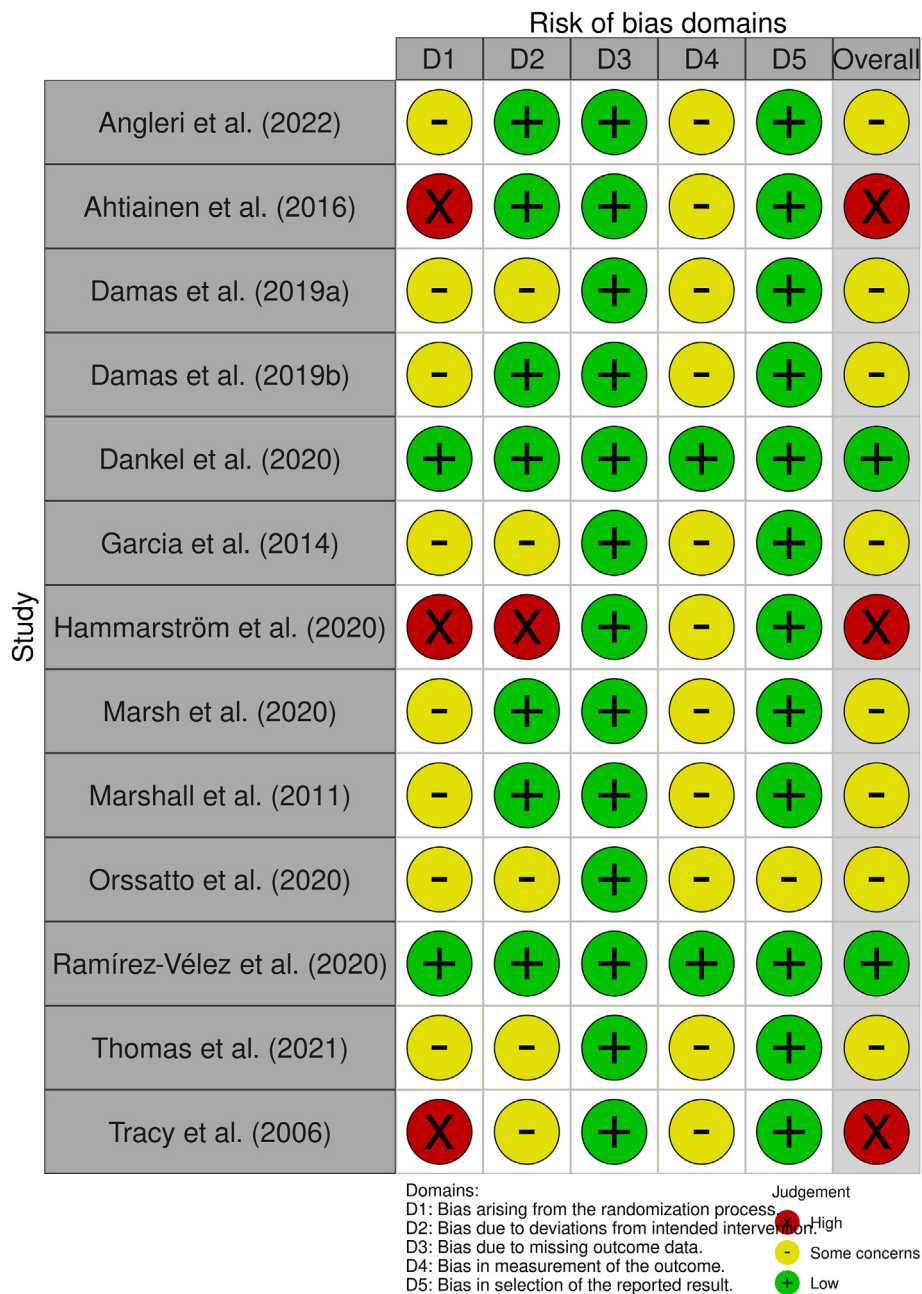 Risk of bias domains
D1 D2 D3 D4 D5 Overall
Study
Angleri et al. (2022) - + + - + -
Ahtiainen et al. (2016) X + + - + X
Damas et al. (2019a) - - + - + -
Damas et al. (2019b) - + + - + -
Dankel et al. (2020) + + + + + +
Garcia et al. (2014) - - + - + -
Hammarström et al. (2020) X X + - + X
Marsh et al. (2020) - + + - + -
Marshall et al. (2011) - + + - + -
Orssatto et al. (2020) - - + - - -
Ramírez-Vélez et al. (2020) + + + + + +
Thomas et al. (2021) - - + - + -
Tracy et al. (2006) X - + - + X
Domains:
D1: Bias arising from the randomization process.
D2: Bias due to deviations from intended intervention.
D3: Bias due to missing outcome data.
D4: Bias in measurement of the outcome.
D5: Bias in selection of the reported result.
Judgement
X High
- Some concerns
+ Low